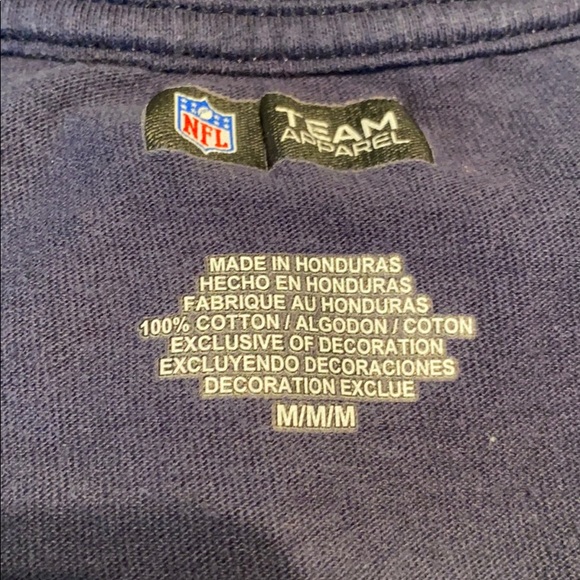 NFL
TEAM
APPAREL
MADE IN HONDURAS
HECHO EN HONDURAS
FABRIQUE AU HONDURAS
100% COTTON / ALGODON / COTON
EXCLUSIVE OF DECORATION
EXCLUYENDO DECORACIONES
DECORATION EXCLUE
M/M/M